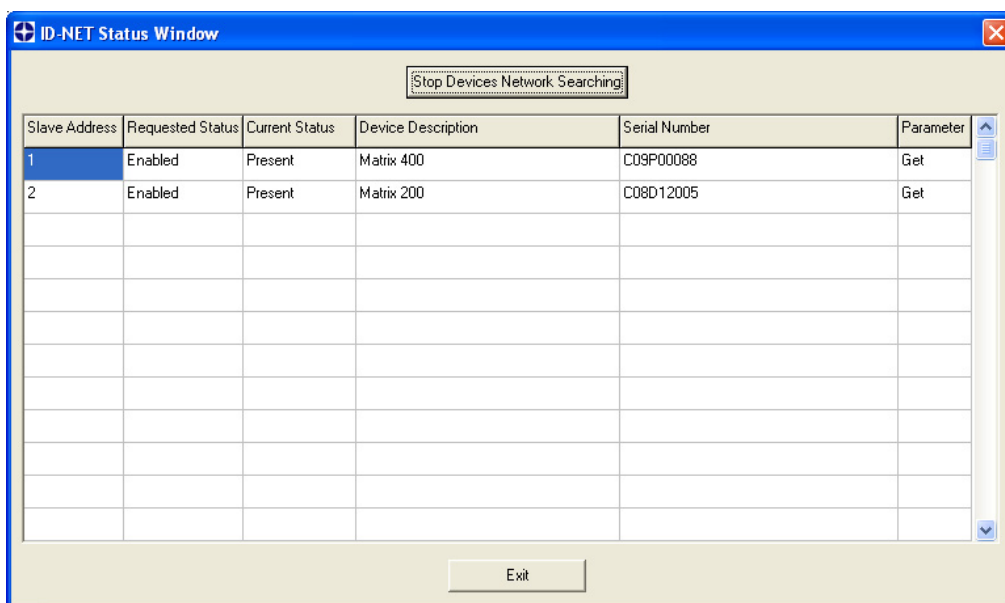 ID-NET Status Window
Stop Devices Network Searching
Slave Address Requested Status Current Status Device Description Serial Number Parameter
1 Enabled Present Matrix 400 C09P00088 Get
2 Enabled Present Matrix 200 C08D12005 Get
Exit